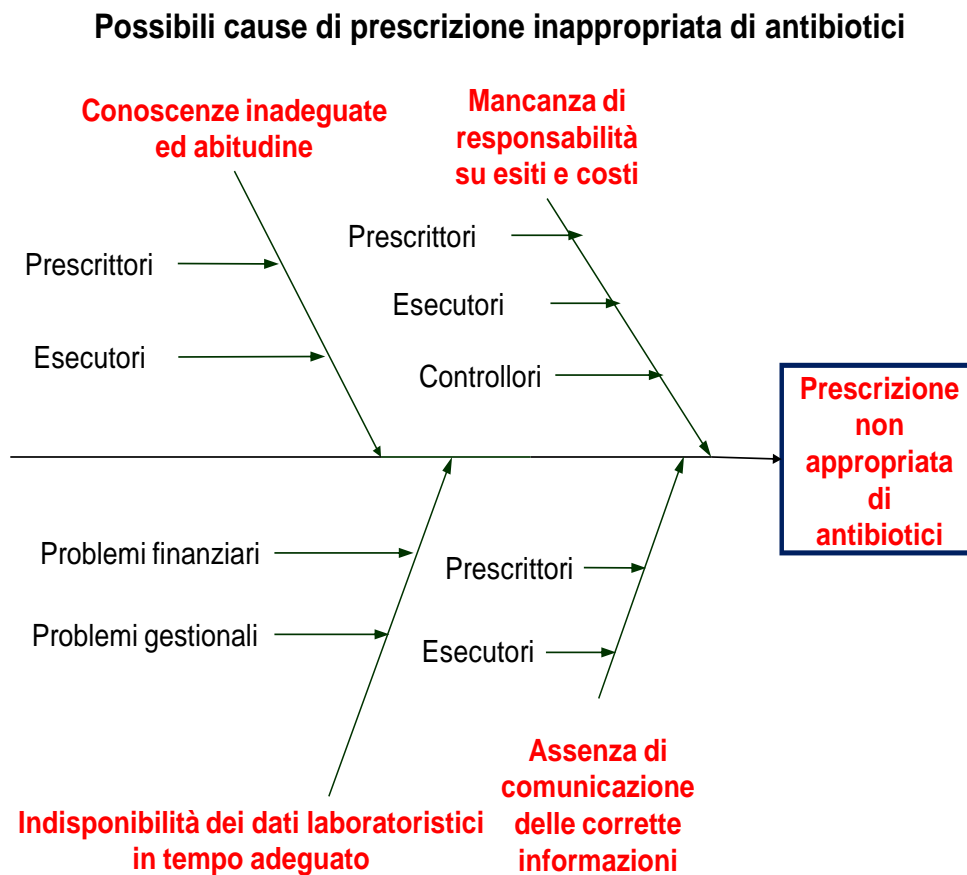 Possibili cause di prescrizione inappropriata di antibiotici
Conoscenze inadeguate
ed abitudine
Mancanza di
responsabilità
su esiti e costi
Prescrittori
Esecutori
Prescrittori
Esecutori
Controllori
Prescrizione
non
appropriata
di
antibiotici
Problemi finanziari
Problemi gestionali
Prescrittori
Esecutori
Indisponibilità dei dati laboratoristici
in tempo adeguato
Assenza di
comunicazione
delle corrette
informazioni